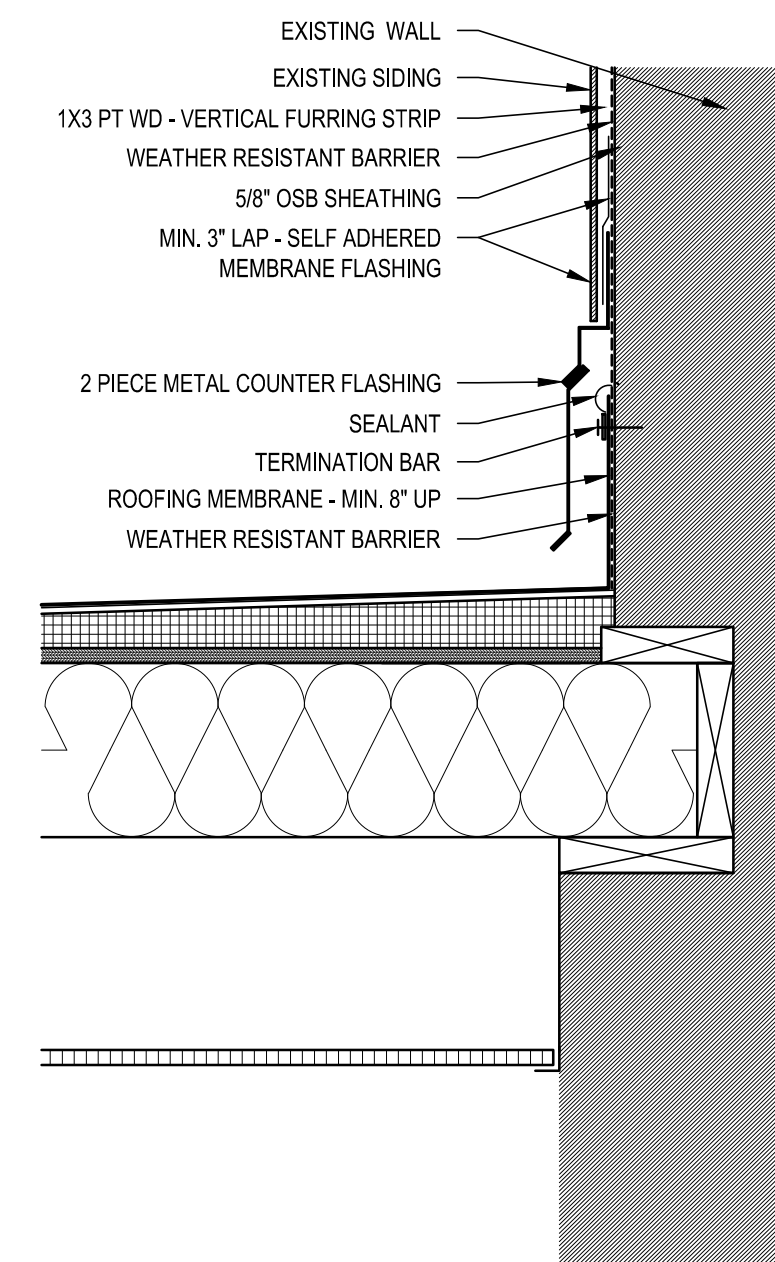 EXISTING WALL
EXISTING SIDING
1X3 PT WD - VERTICAL FURRING STRIP
WEATHER RESISTANT BARRIER
5/8" OSB SHEATHING
MIN. 3" LAP - SELF ADHERED
MEMBRANE FLASHING
2 PIECE METAL COUNTER FLASHING
SEALANT
TERMINATION BAR
ROOFING MEMBRANE - MIN. 8" UP
WEATHER RESISTANT BARRIER